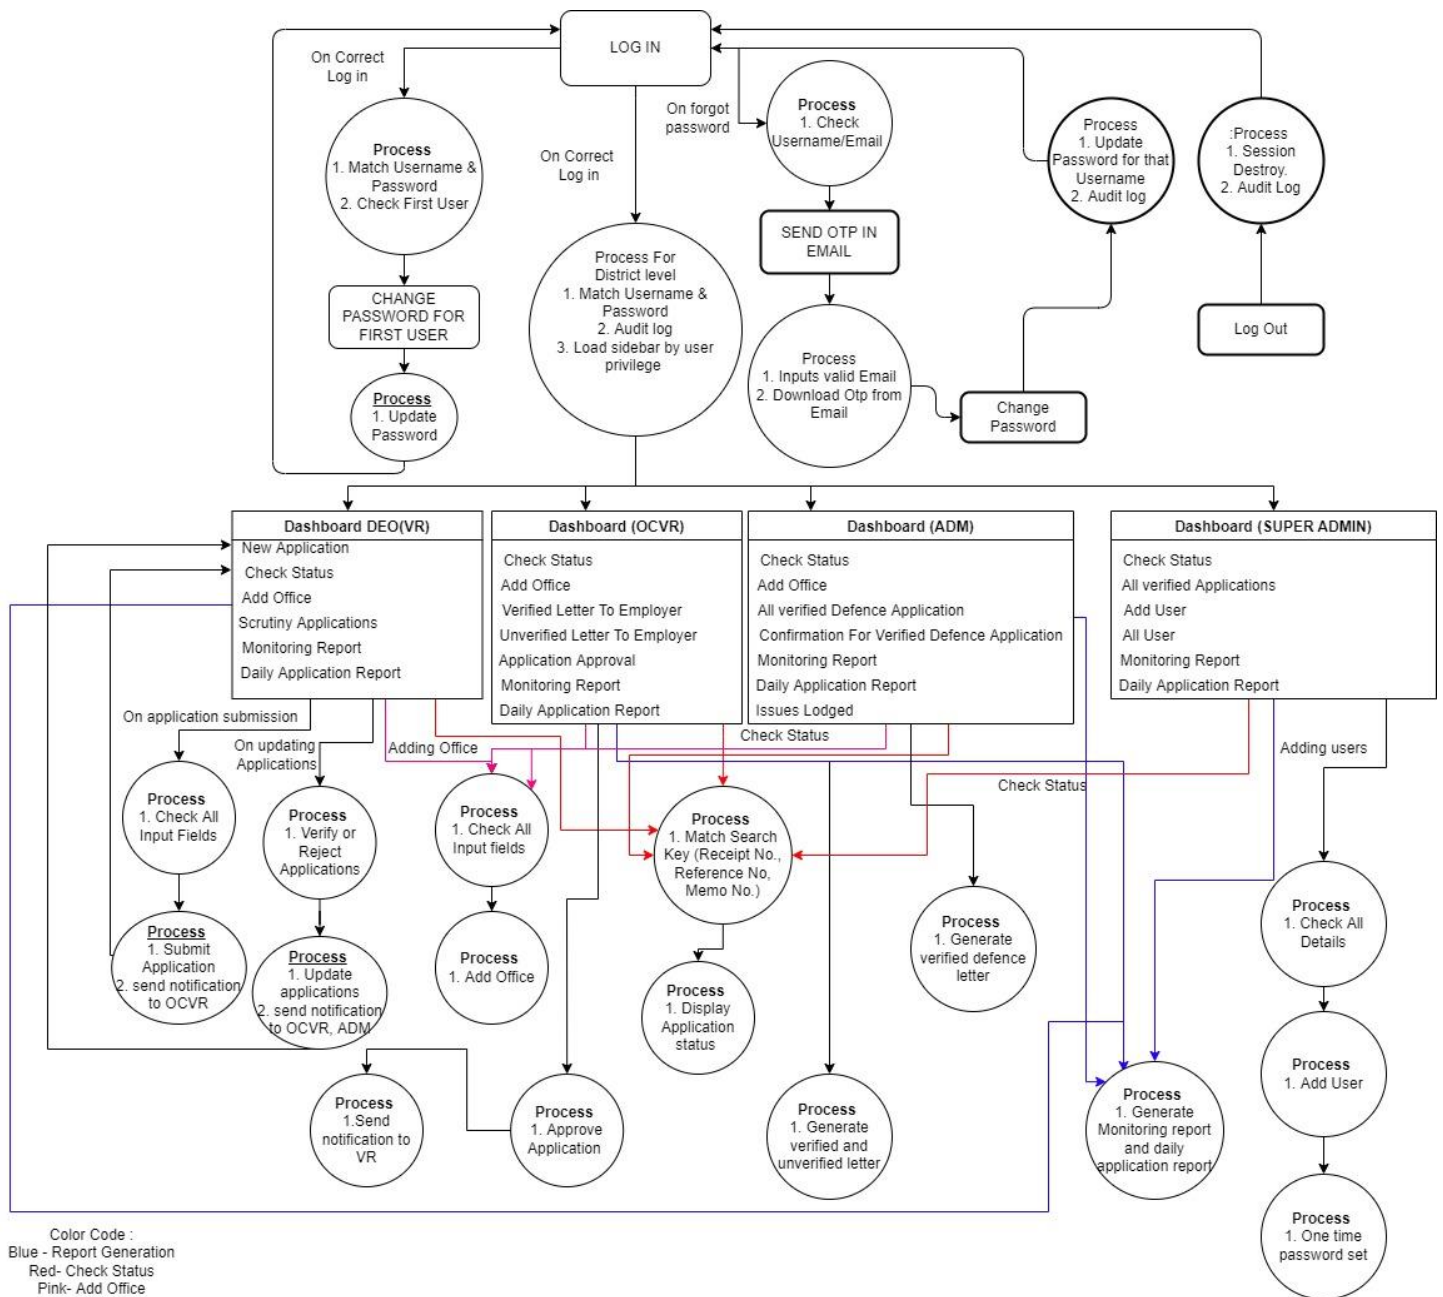 LOG IN
On Correct
Log in
Process
1. Match Username &
Password
2. Check First User
CHANGE
PASSWORD FOR
FIRST USER
Process
1. Update
Password
On Correct
Log in
Process For
District level
1. Match Username &
Password
2. Audit log
3. Load sidebar by user
privilege
On forgot
password
Process
1. Check
Username/Email
SEND OTP IN
EMAIL
Process
1. Inputs valid Email
2. Download Otp from
Email
Change
Password
Process
1. Update
Password for that
Username
2. Audit log
:Process
1. Session
Destroy.
2. Audit Log
Log Out
Dashboard DEO(VR)
New Application
Check Status
Add Office
Scrutiny Applications
Monitoring Report
Daily Application Report
Dashboard (OCVR)
Check Status
Add Office
Verified Letter To Employer
Unverified Letter To Employer
Application Approval
Monitoring Report
Daily Application Report
Dashboard (ADM)
Check Status
Add Office
All verified Defence Application
Confirmation For Verified Defence Application
Monitoring Report
Daily Application Report
Issues Lodged
Dashboard (SUPER ADMIN)
Check Status
All verified Applications
Add User
All User
Monitoring Report
Daily Application Report
On application submission
On updating
Applications
Adding Office
Check Status
Adding users
Check Status
Process
1. Check All
Input Fields
Process
1. Verify or
Reject
Applications
Process
1. Check All
Input fields
Process
1. Match Search
Key (Receipt No.,
Reference No,
Memo No.)
Process
1. Generate
verified defence
letter
Process
1. Check All
Details
Process
1. Submit
Application
2. send notification
to OCVR
Process
1. Update
applications
2. send notification
to OCVR, ADM
Process
1. Add Office
Process
1. Display
Application
status
Process
1. Add User
Process
1.Send
notification to
VR
Process
1. Approve
Application
Process
1. Generate
verified and
unverified letter
Process
1. Generate
Monitoring report
and daily
application report
Process
1. One time
password set
Color Code :
Blue - Report Generation
Red- Check Status
Pink- Add Office